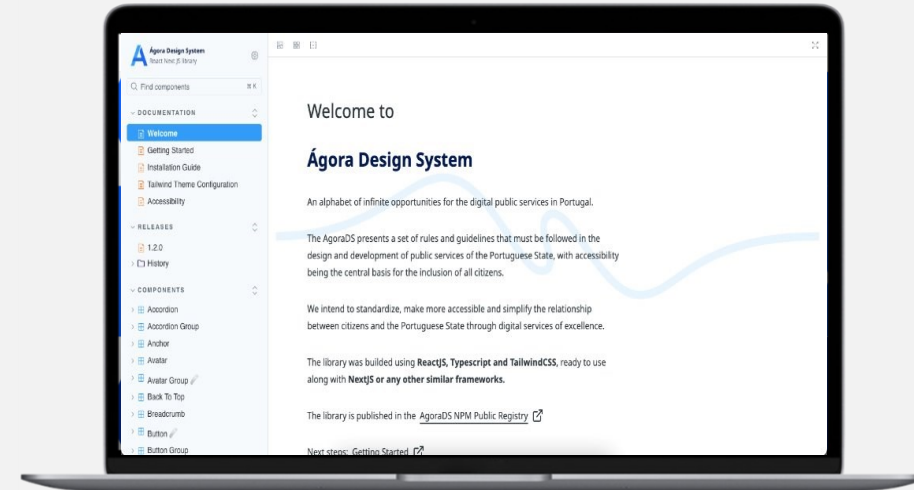 Ágora Design System
React Next JS library
Find components
⌘ K
DOCUMENTATION
Welcome
Getting Started
Installation Guide
Tailwind Theme Configuration
Accessibility
RELEASES
1.2.0
History
COMPONENTS
Accordion
Accordion Group
Anchor
Avatar
Avatar Group
Back To Top
Breadcrumb
Button
Button Group
Welcome to
Ágora Design System
An alphabet of infinite opportunities for the digital public services in Portugal.
The AgoraDS presents a set of rules and guidelines that must be followed in the
design and development of public services of the Portuguese State, with accessibility
being the central basis for the inclusion of all citizens.
We intend to standardize, make more accessible and simplify the relationship
between citizens and the Portuguese State through digital services of excellence.
The library was builded using ReactJS, Typescript and TailwindCSS, ready to use
along with NextJS or any other similar frameworks.
The library is published in the AgoraDS NPM Public Registry
Next steps: Getting Started